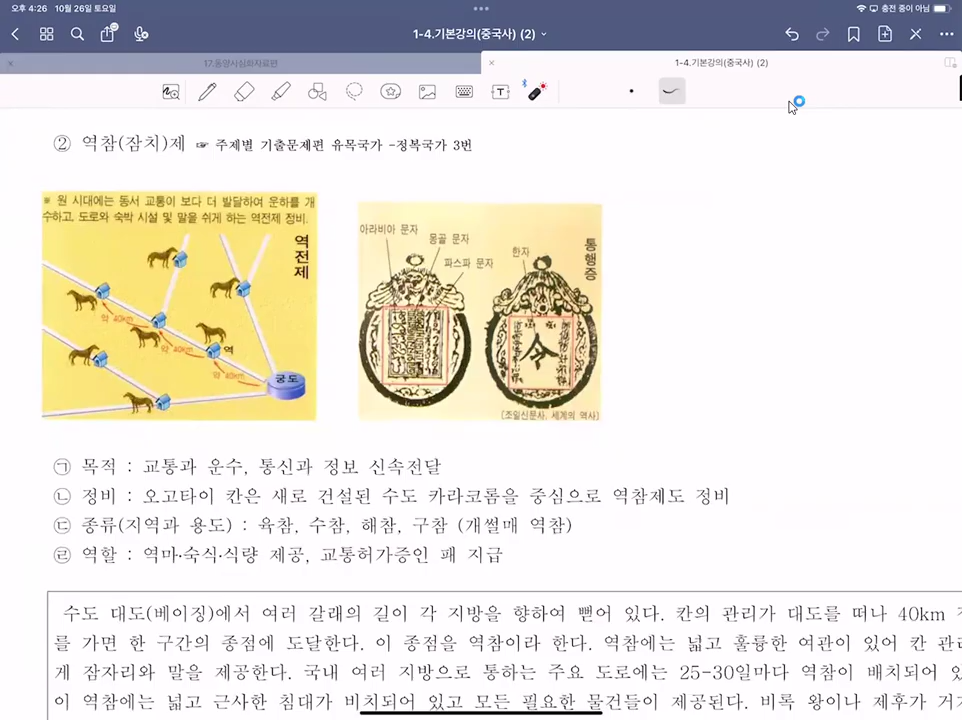 오후 4:26 10월 26일 토요일
충전 중이 아님
1-4.기본강의(중국사) (2)
17.동양사심화자료편
1-4.기본강의(중국사) (2)
② 역참(잠치)제 ☞ 주제별 기출문제편 유목국가 -정복국가 3번
※ 원 시대에는 동서 교통이 보다 더 발달하여 운하를 개
수하고, 도로와 숙박 시설 및 말을 쉬게 하는 역전제 정비.
역전제
약 40km
약 40km
역
약 40km
궁도
아라비아 문자
몽골 문자
파스파 문자
한자
통행증
令
(조일신문사, 세계의 역사)
㉠ 목적 : 교통과 운수, 통신과 정보 신속전달
㉡ 정비 : 오고타이 칸은 새로 건설된 수도 카라코롬을 중심으로 역참제도 정비
㉢ 종류(지역과 용도) : 육참, 수참, 해참, 구참 (개썰매 역참)
㉣ 역할 : 역마·숙식·식량 제공, 교통허가증인 패 지급
수도 대도(베이징)에서 여러 갈래의 길이 각 지방을 향하여 뻗어 있다. 칸의 관리가 대도를 떠나 40km
를 가면 한 구간의 종점에 도달한다. 이 종점을 역참이라 한다. 역참에는 넓고 훌륭한 여관이 있어 칸
게 잠자리와 말을 제공한다. 국내 여러 지방으로 통하는 주요 도로에는 25-30일마다 역참이 배치되어
이 역참에는 넓고 근사한 침대가 비치되어 있고 모든 필요한 물건들이 제공된다. 비록 왕이나 제후가